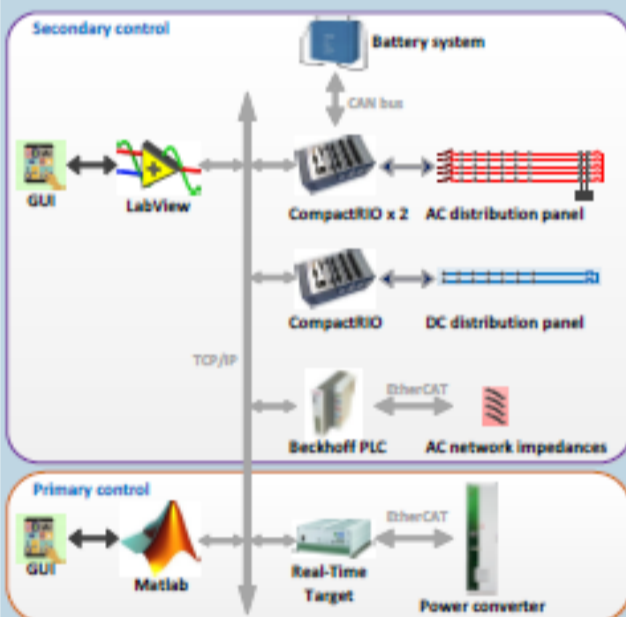 Secondary control
Battery system
CAN bus
GUI
LabView
CompactRIO x 2
AC distribution panel
CompactRIO
DC distribution panel
TCP/IP
EtherCAT
Beckhoff PLC
AC network impedances
Primary control
EtherCAT
GUI
Matlab
Real-Time
Target
Power converter